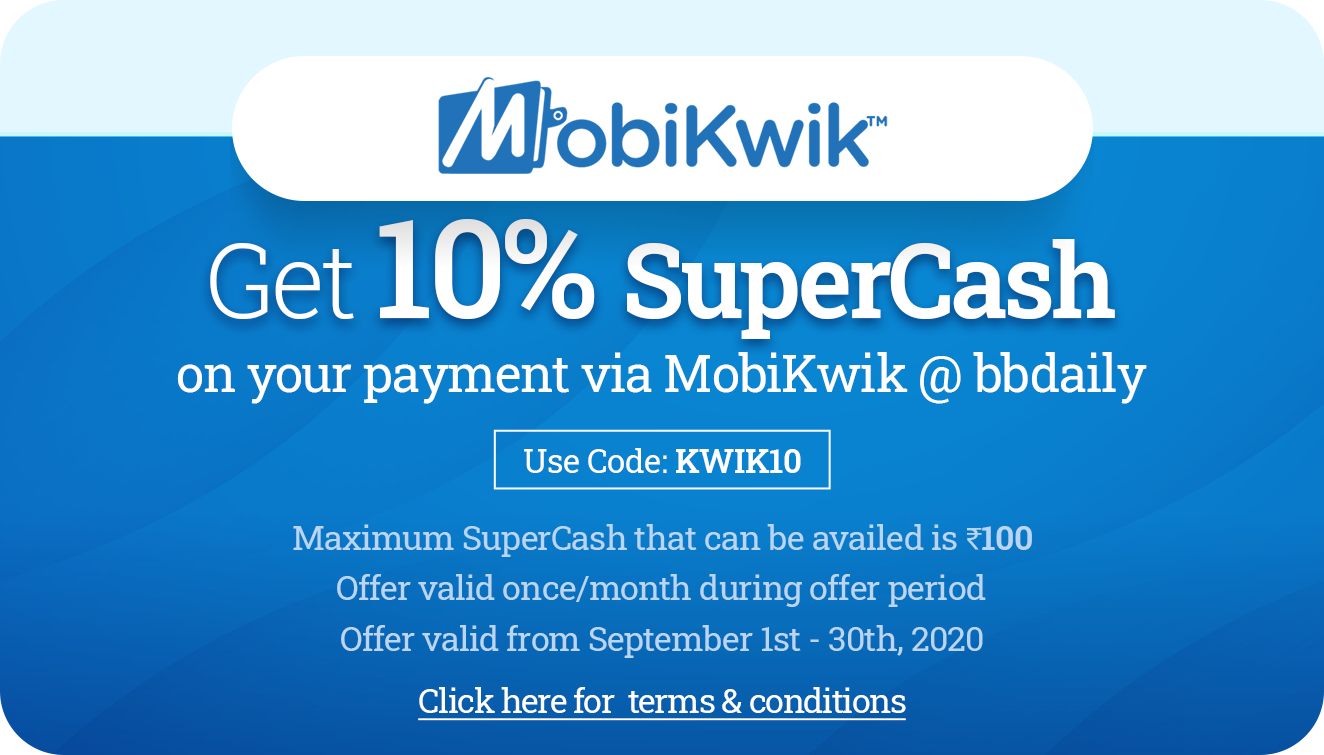 MobiKwik™
Get 10% SuperCash
on your payment via MobiKwik @ bbdaily
Use Code: KWIK10
Maximum SuperCash that can be availed is ₹100
Offer valid once/month during offer period
Offer valid from September 1st - 30th, 2020
Click here for terms & conditions